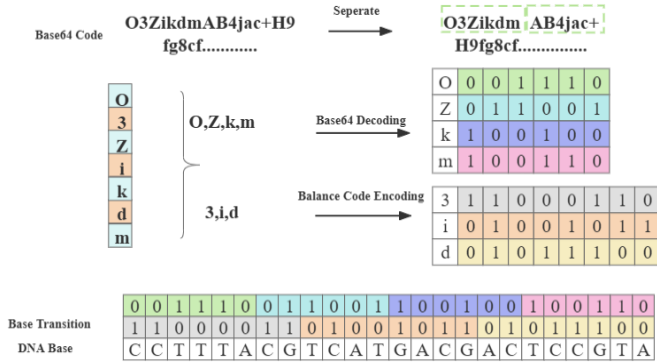 Base64 Code
O3ZikdmAB4jac+H9
fg8cf............
Seperate
O3Zikdm AB4jac+
H9fg8cf...............
O
3
Z
i
k
d
m
O,Z,k,m
3,i,d
Base64 Decoding
O 0 0 1 1 1 0
Z 0 1 1 0 0 1
k 1 0 0 1 0 0
m 1 0 0 1 1 0
Balance Code Encoding
3 1 1 0 0 0 1 1 0
i 0 1 0 0 1 0 1 1
d 0 1 0 1 1 1 0 0
0 0 1 1 1 0 0 1 1 0 0 1 1 0 0 1 0 0 1 0 0 1 1 0
Base Transition 1 1 0 0 0 1 1 0 0 1 0 0 1 0 1 1 0 1 0 1 1 1 0 0
DNA Base C C T T T A C G T C A T G A C G A C T C C G T A